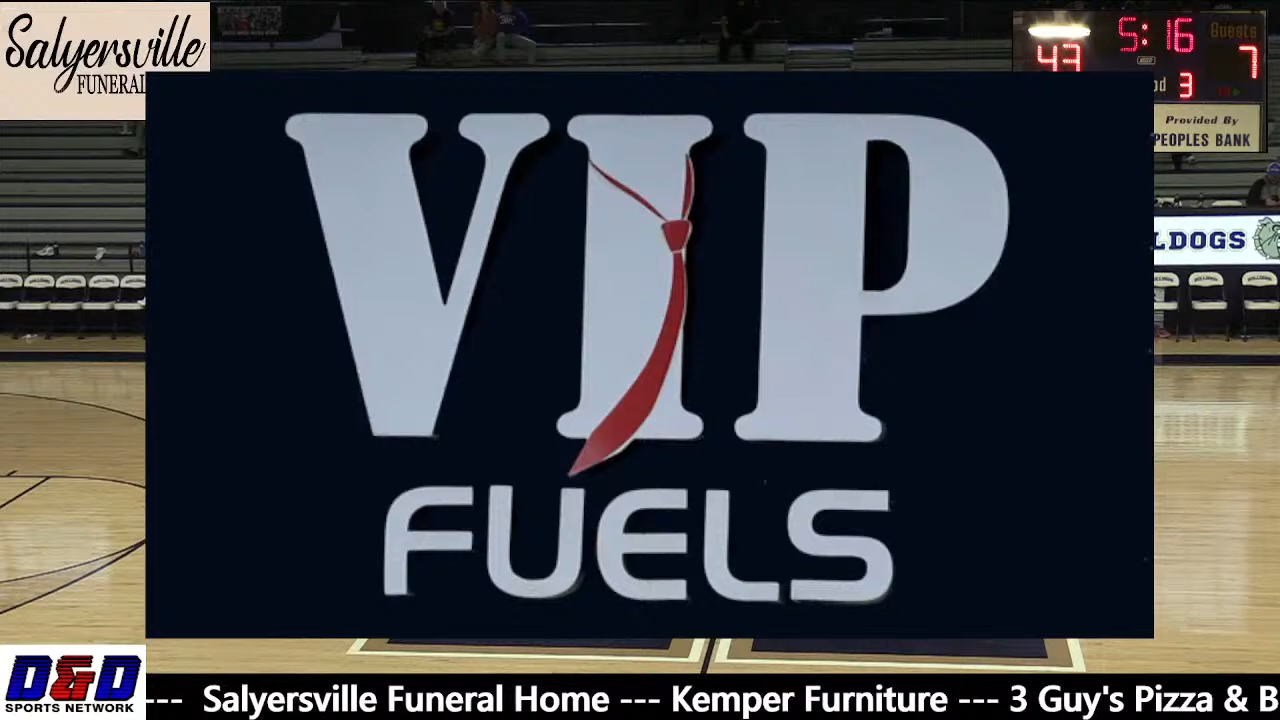 Salyersville
FUNERAL
43
5:16
Guests
7
3
Provided By
PEOPLES BANK
VIP
FUELS
LDOGS
D&D
SPORTS NETWORK
--- Salyersville Funeral Home --- Kemper Furniture --- 3 Guy's Pizza & B